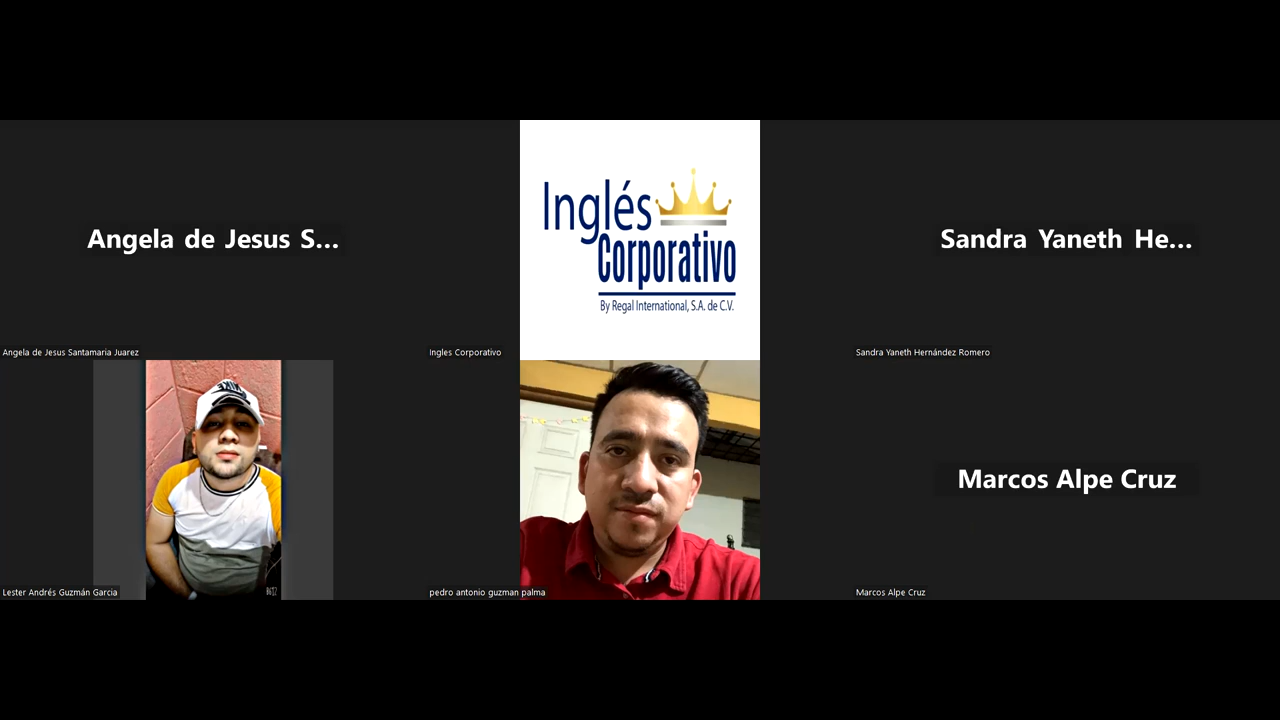 Angela de Jesus S...
Inglés
Corporativo
By Regal International, S.A. de C.V.
Sandra Yaneth He...
Angela de Jesus Santamaria Juarez
Ingles Corporativo
Sandra Yaneth Hernández Romero
Marcos Alpe Cruz
Lester Andrés Guzmán Garcia
pedro antonio guzman palma
Marcos Alpe Cruz